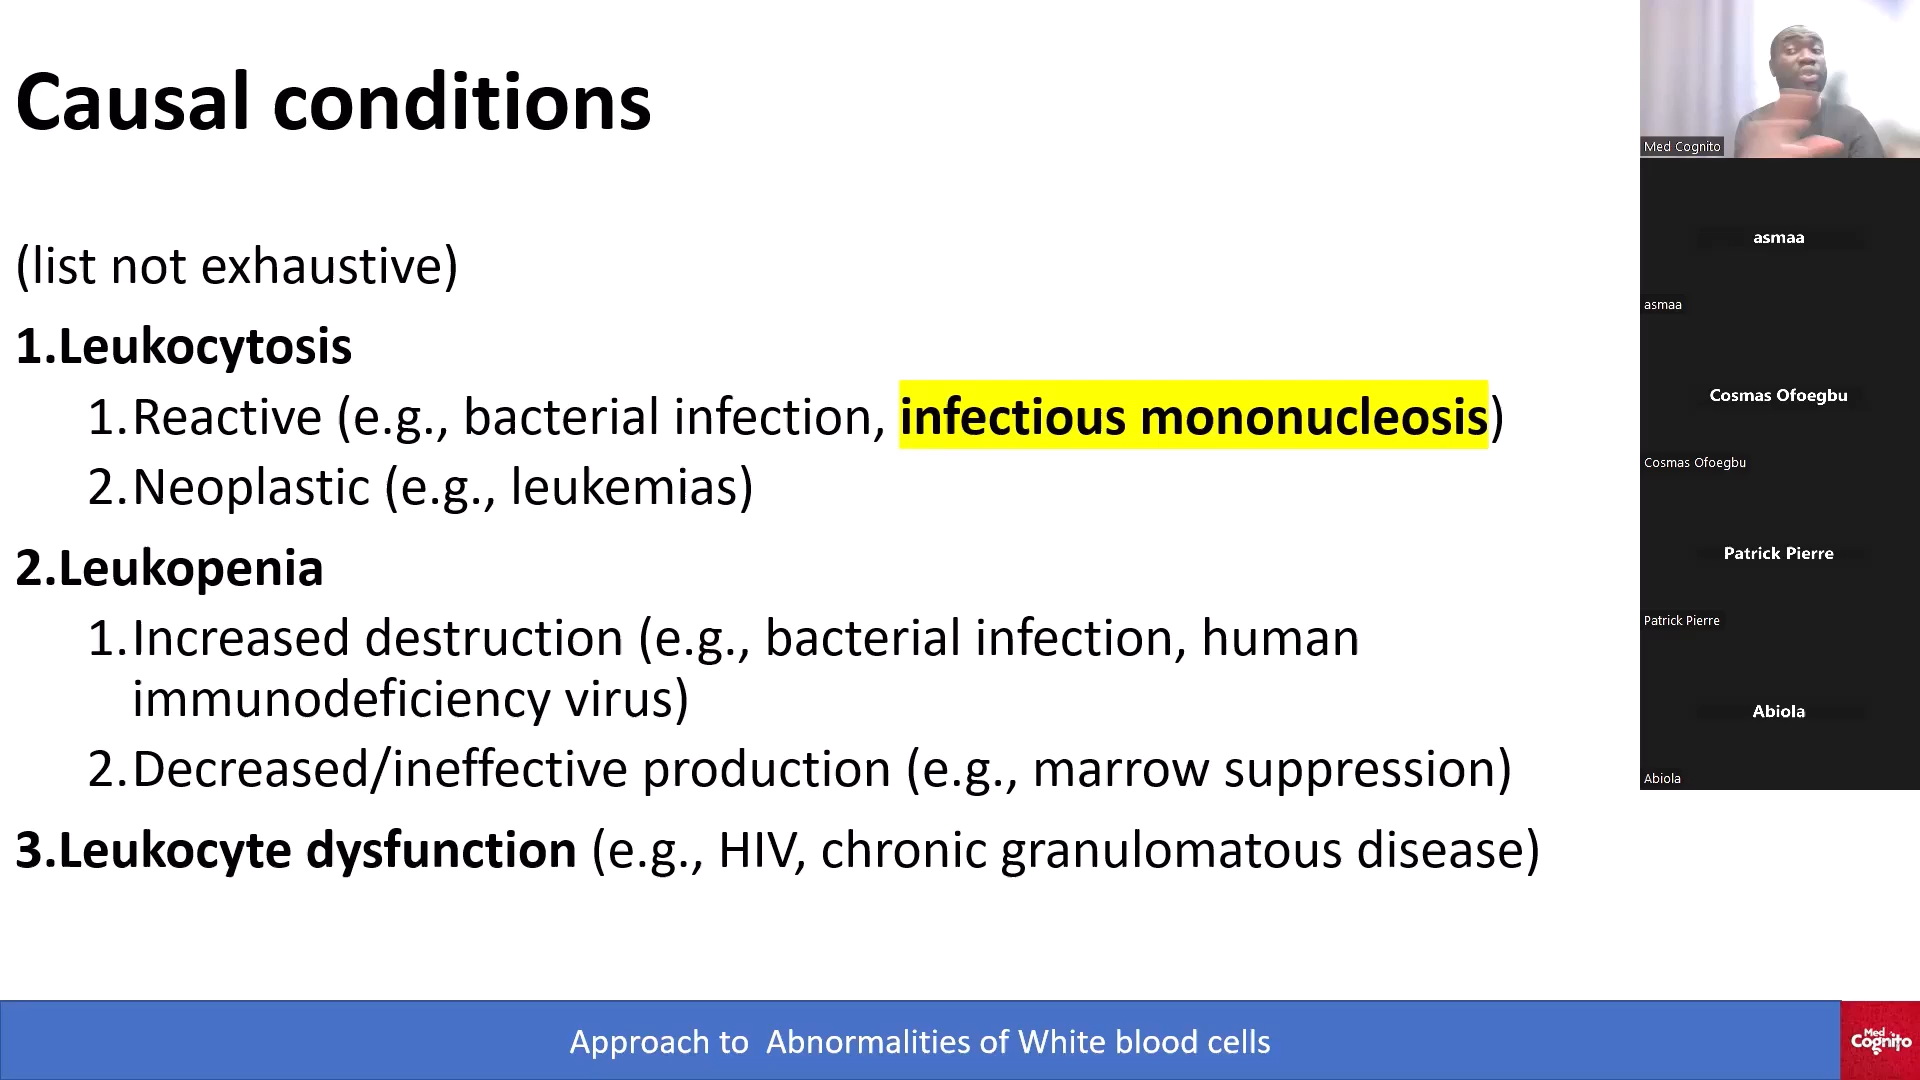 Causal conditions
(list not exhaustive)
1.Leukocytosis
1.Reactive (e.g., bacterial infection, infectious mononucleosis)
2.Neoplastic (e.g., leukemias)
2.Leukopenia
1.Increased destruction (e.g., bacterial infection, human
immunodeficiency virus)
2.Decreased/ineffective production (e.g., marrow suppression)
3.Leukocyte dysfunction (e.g., HIV, chronic granulomatous disease)
Approach to  Abnormalities of White blood cells
Med
Cognito
Med Cognito
asmaa
asmaa
Cosmas Ofoegbu
Cosmas Ofoegbu
Patrick Pierre
Patrick Pierre
Abiola
Abiola